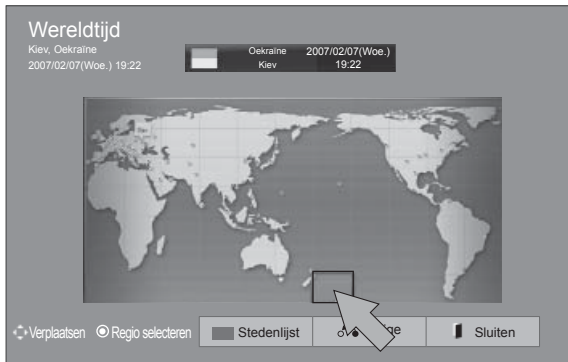 Wereldtijd
Kiev, Oekraïne
2007/02/07(Woe.) 19:22
Oekraïne 2007/02/07(Woe.)
Kiev 19:22
Verplaatsen Regio selecteren Stedenlijst Sluiten